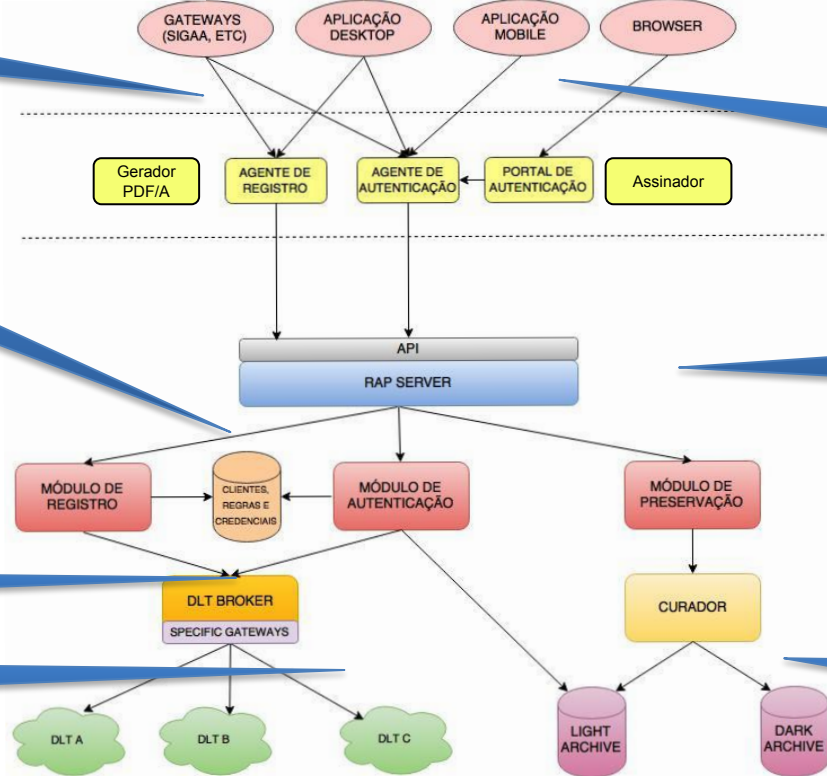 GATEWAYS
(SIGAA, ETC)
APLICAÇÃO
DESKTOP
APLICAÇÃO
MOBILE
BROWSER
Gerador
PDF/A
AGENTE DE
REGISTRO
AGENTE DE
AUTENTICAÇÃO
PORTAL DE
AUTENTICAÇÃO
Assinador
API
RAP SERVER
MÓDULO DE
REGISTRO
CLIENTES,
REGRAS E
CREDENCIAIS
MÓDULO DE
AUTENTICAÇÃO
MÓDULO DE
PRESERVAÇÃO
DLT BROKER
SPECIFIC GATEWAYS
CURADOR
DLT A
DLT B
DLT C
LIGHT
ARCHIVE
DARK
ARCHIVE